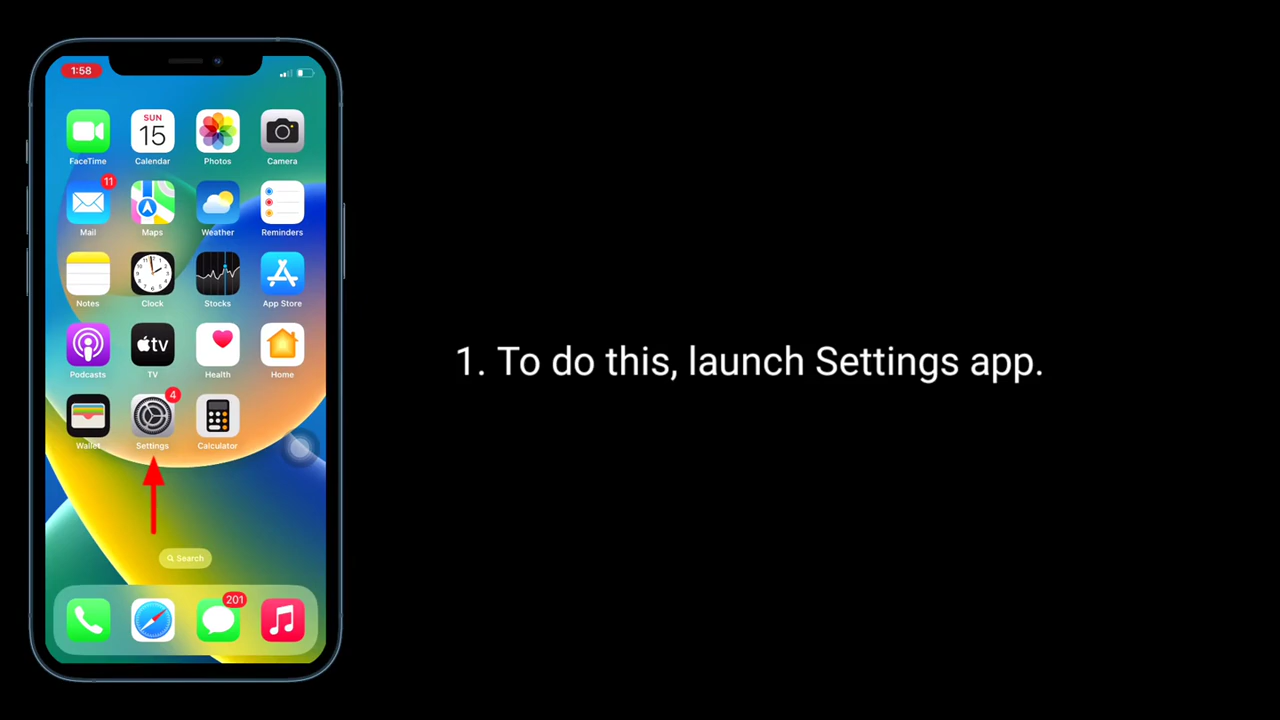 1:58
SUN
15
FaceTime
Calendar
Photos
Camera
11
Mail
Maps
Weather
Reminders
Notes
Clock
Stocks
App Store
tv
Podcasts
TV
Health
Home
4
Wallet
Settings
Calculator
Search
201
1. To do this, launch Settings app.